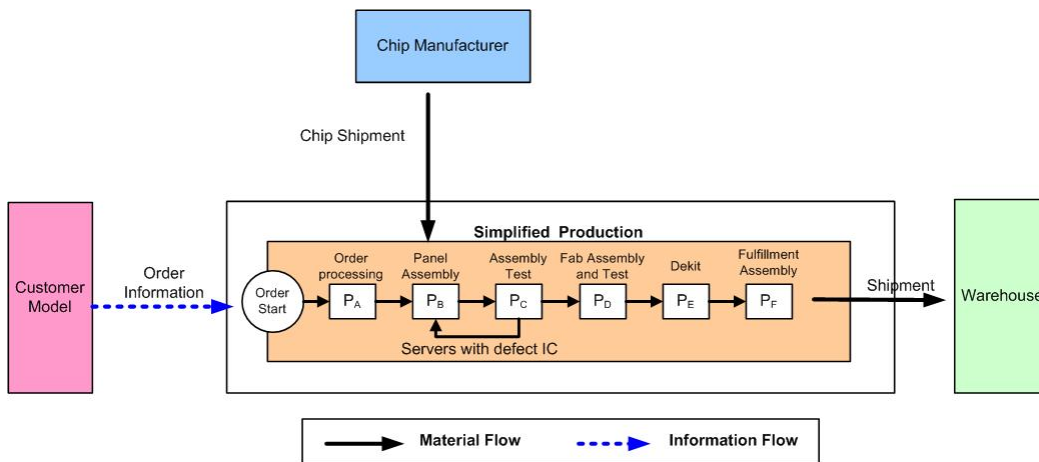 Chip Manufacturer
Chip Shipment
Simplified Production
Customer
Model
Order
Information
Order
Start
Order
processing
Panel
Assembly
Assembly
Test
Fab Assembly
and Test
Dekit
Fulfillment
Assembly
PA
PB
PC
PD
PE
PF
Servers with defect IC
Shipment
Warehouse
Material Flow
Information Flow